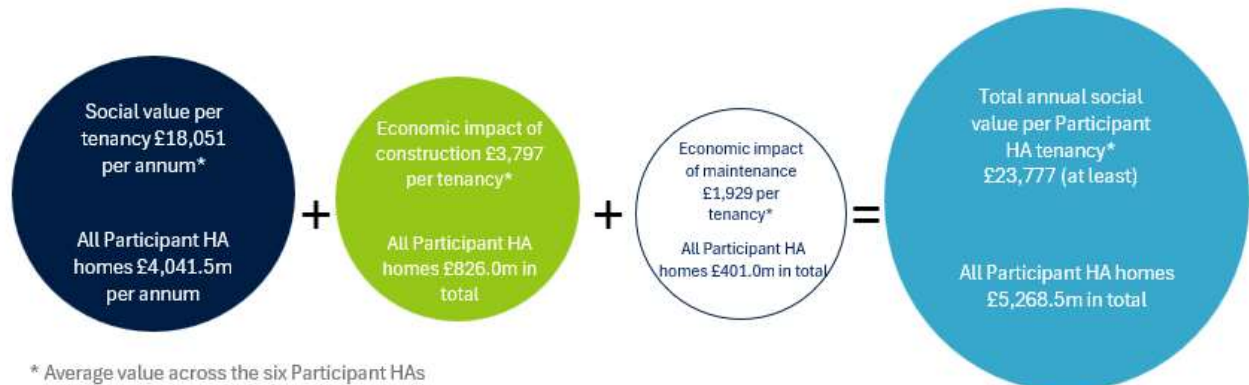 Social value per
tenancy £18,051
per annum*
All Participant HA
homes £4,041.5m
per annum
+
Economic impact of
construction £3,797
per tenancy*
All Participant HA
homes £826.0m in
total
+
Economic impact
of maintenance
£1,929 per
tenancy*
All Participant HA
homes £401.0m in total
=
Total annual social
value per Participant
HA tenancy*
£23,777 (at least)
All Participant HA homes
£5,268.5m in total
* Average value across the six Participant HAs